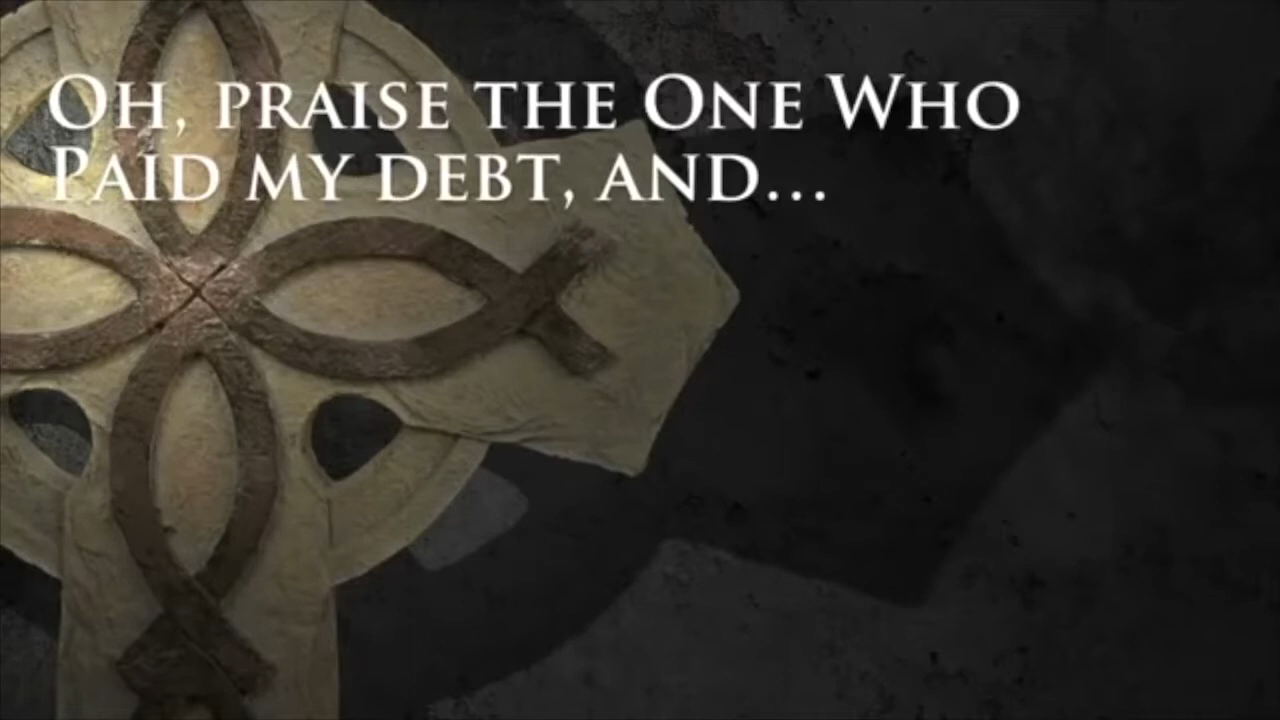 Oh, praise the One Who
Paid my debt, and...